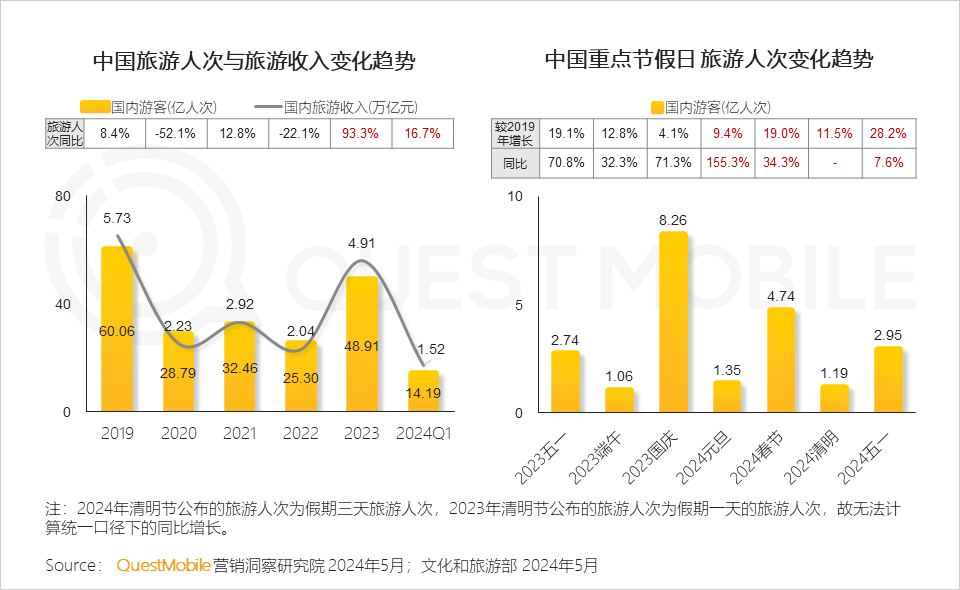 中国旅游人次与旅游收入变化趋势
国内游客(亿人次) 国内旅游收入(万亿元)
旅游人次同比 8.4% -52.1% 12.8% -22.1% 93.3% 16.7%
80
40
0
5.73 2.23 2.92 2.04 4.91 1.52
60.06 28.79 32.46 25.30 48.91 14.19
2019 2020 2021 2022 2023 2024Q1
中国重点节假日 旅游人次变化趋势
国内游客(亿人次)
较2019年增长 19.1% 12.8% 4.1% 9.4% 19.0% 11.5% 28.2%
同比 70.8% 32.3% 71.3% 155.3% 34.3% - 7.6%
10
5
0
2.74 1.06 8.26 1.35 4.74 1.19 2.95
2023五一 2023端午 2023国庆 2024元旦 2024春节 2024清明 2024五一
QUEST MOBILE
注：2024年清明节公布的旅游人次为假期三天旅游人次，2023年清明节公布的旅游人次为假期一天的旅游人次，故无法计
算统一口径下的同比增长。
Source： QuestMobile营销洞察研究院 2024年5月；文化和旅游部 2024年5月